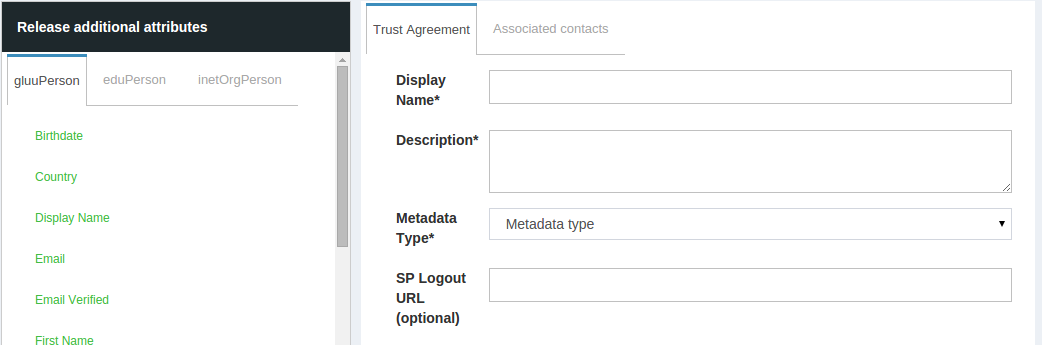 Release additional attributes
gluuPerson eduPerson inetOrgPerson
Birthdate
Country
Display Name
Email
Email Verified
First Name
Trust Agreement Associated contacts
Display
Name*
Description*
Metadata
Type*
Metadata type
SP Logout
URL
(optional)